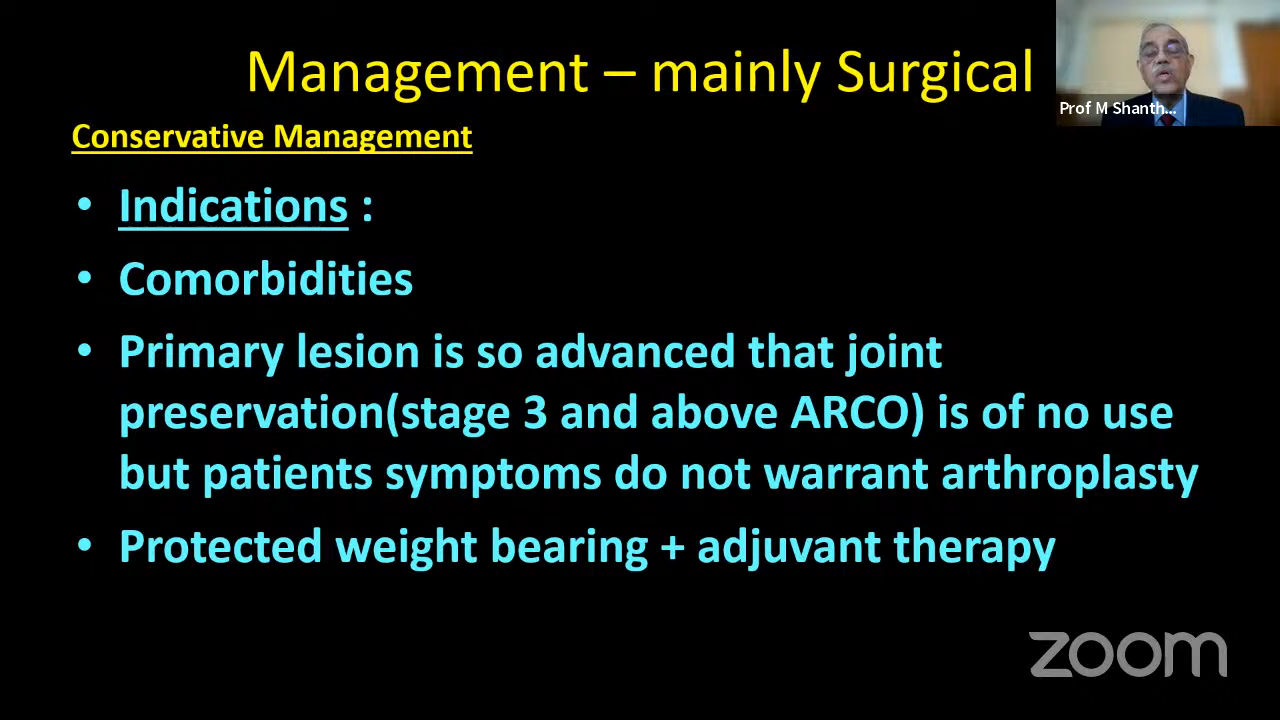 Management – mainly Surgical
Prof M Shanth...
Conservative Management
• Indications :
• Comorbidities
• Primary lesion is so advanced that joint
preservation(stage 3 and above ARCO) is of no use
but patients symptoms do not warrant arthroplasty
• Protected weight bearing + adjuvant therapy
zoom